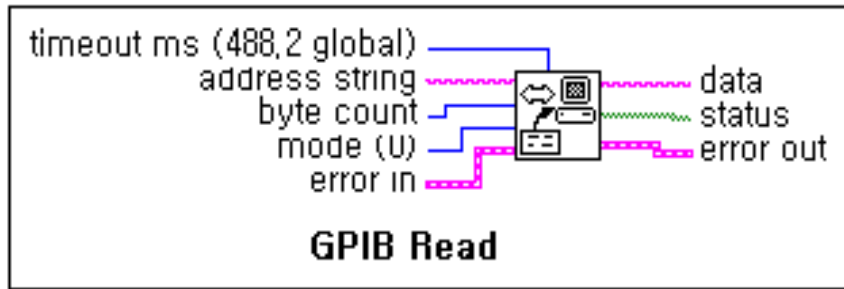 timeout ms (488,2 global)
address string
byte count
mode (0)
error in
data
status
error out
GPIB Read